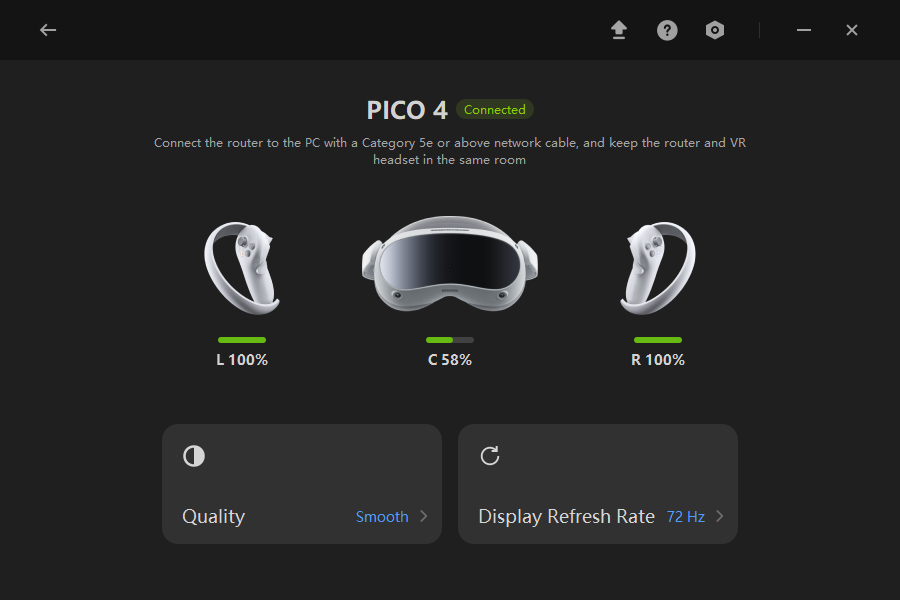 PICO 4 Connected
Connect the router to the PC with a Category 5e or above network cable, and keep the router and VR
headset in the same room
L 100%
C 58%
R 100%
Quality Smooth
Display Refresh Rate 72 Hz